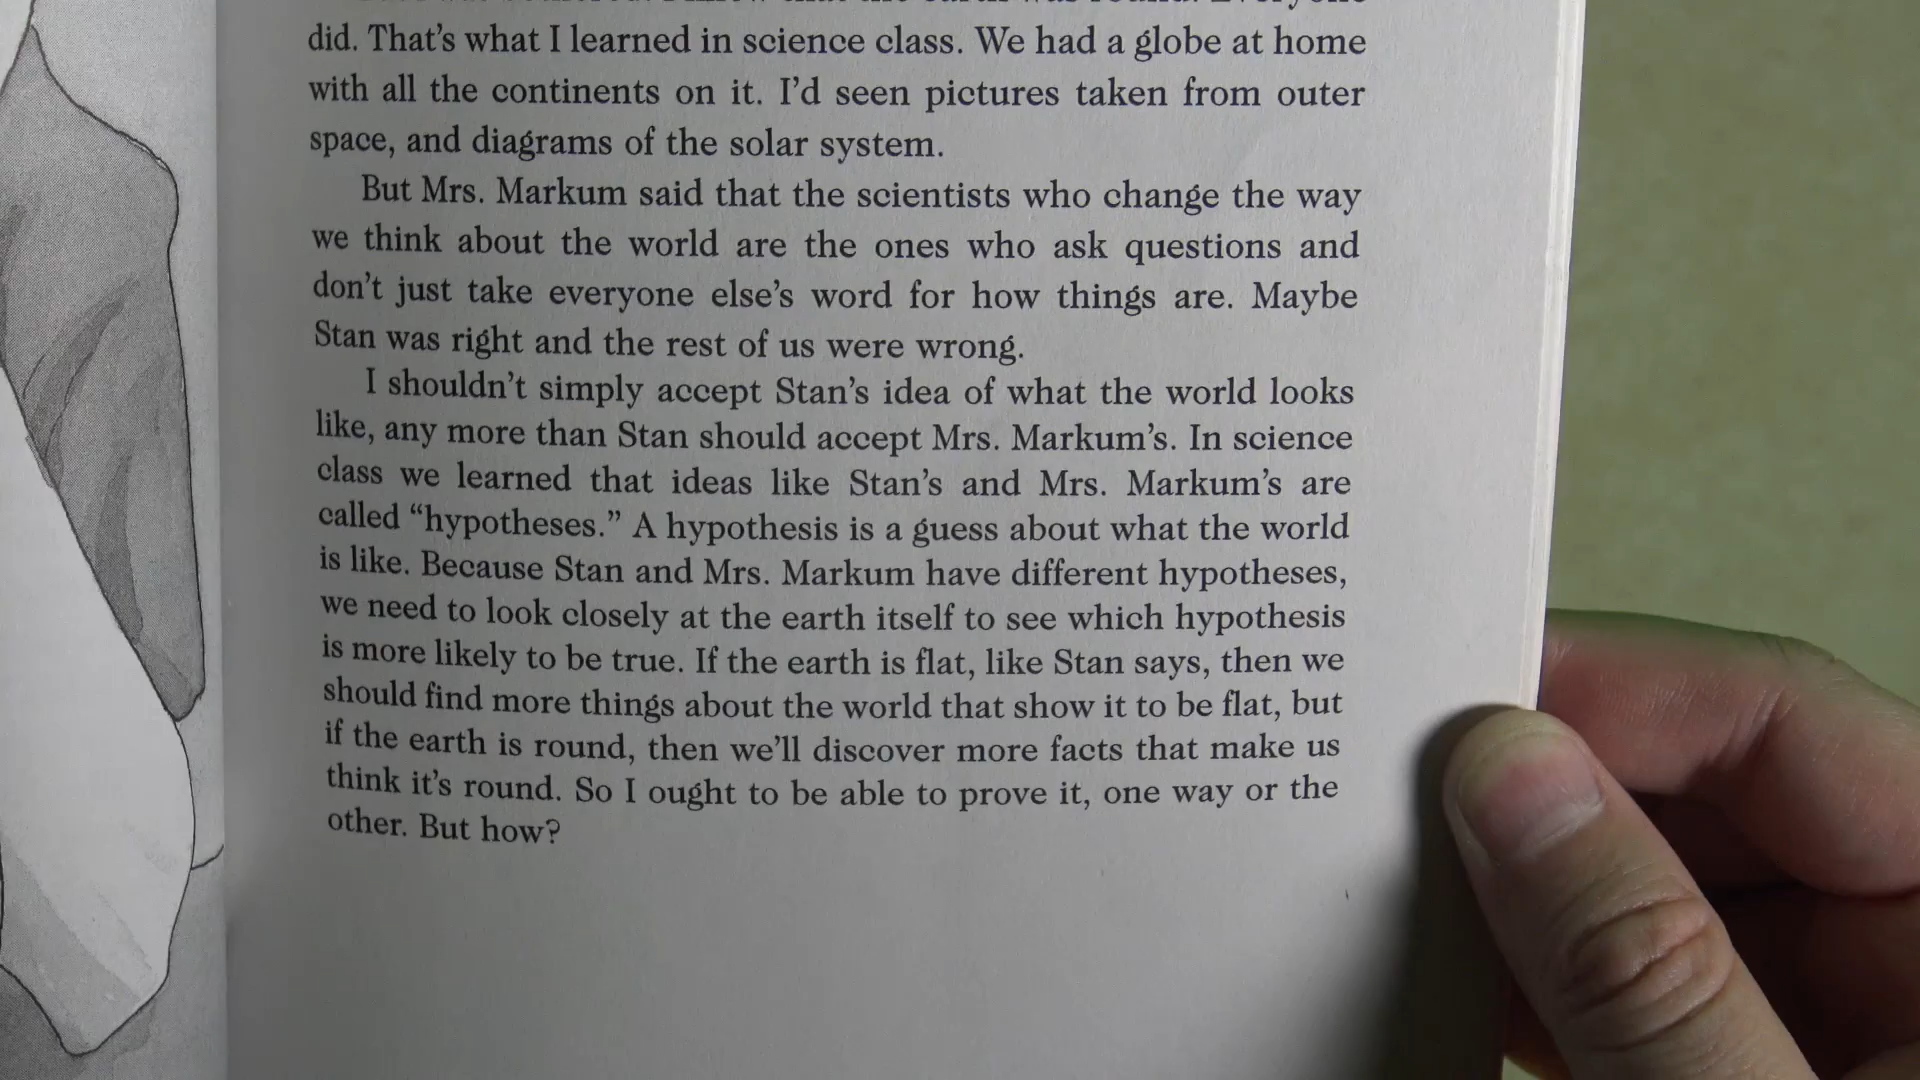 did. That's what I learned in science class. We had a globe at home
with all the continents on it. I'd seen pictures taken from outer
space, and diagrams of the solar system.
But Mrs. Markum said that the scientists who change the way
we think about the world are the ones who ask questions and
don't just take everyone else's word for how things are. Maybe
Stan was right and the rest of us were wrong.
I shouldn't simply accept Stan's idea of what the world looks
like, any more than Stan should accept Mrs. Markum's. In science
class we learned that ideas like Stan's and Mrs. Markum's are
called “hypotheses.” A hypothesis is a guess about what the world
is like. Because Stan and Mrs. Markum have different hypotheses,
we need to look closely at the earth itself to see which hypothesis
is more likely to be true. If the earth is flat, like Stan says, then we
should find more things about the world that show it to be flat, but
if the earth is round, then we'll discover more facts that make us
think it's round. So I ought to be able to prove it, one way or the
other. But how?